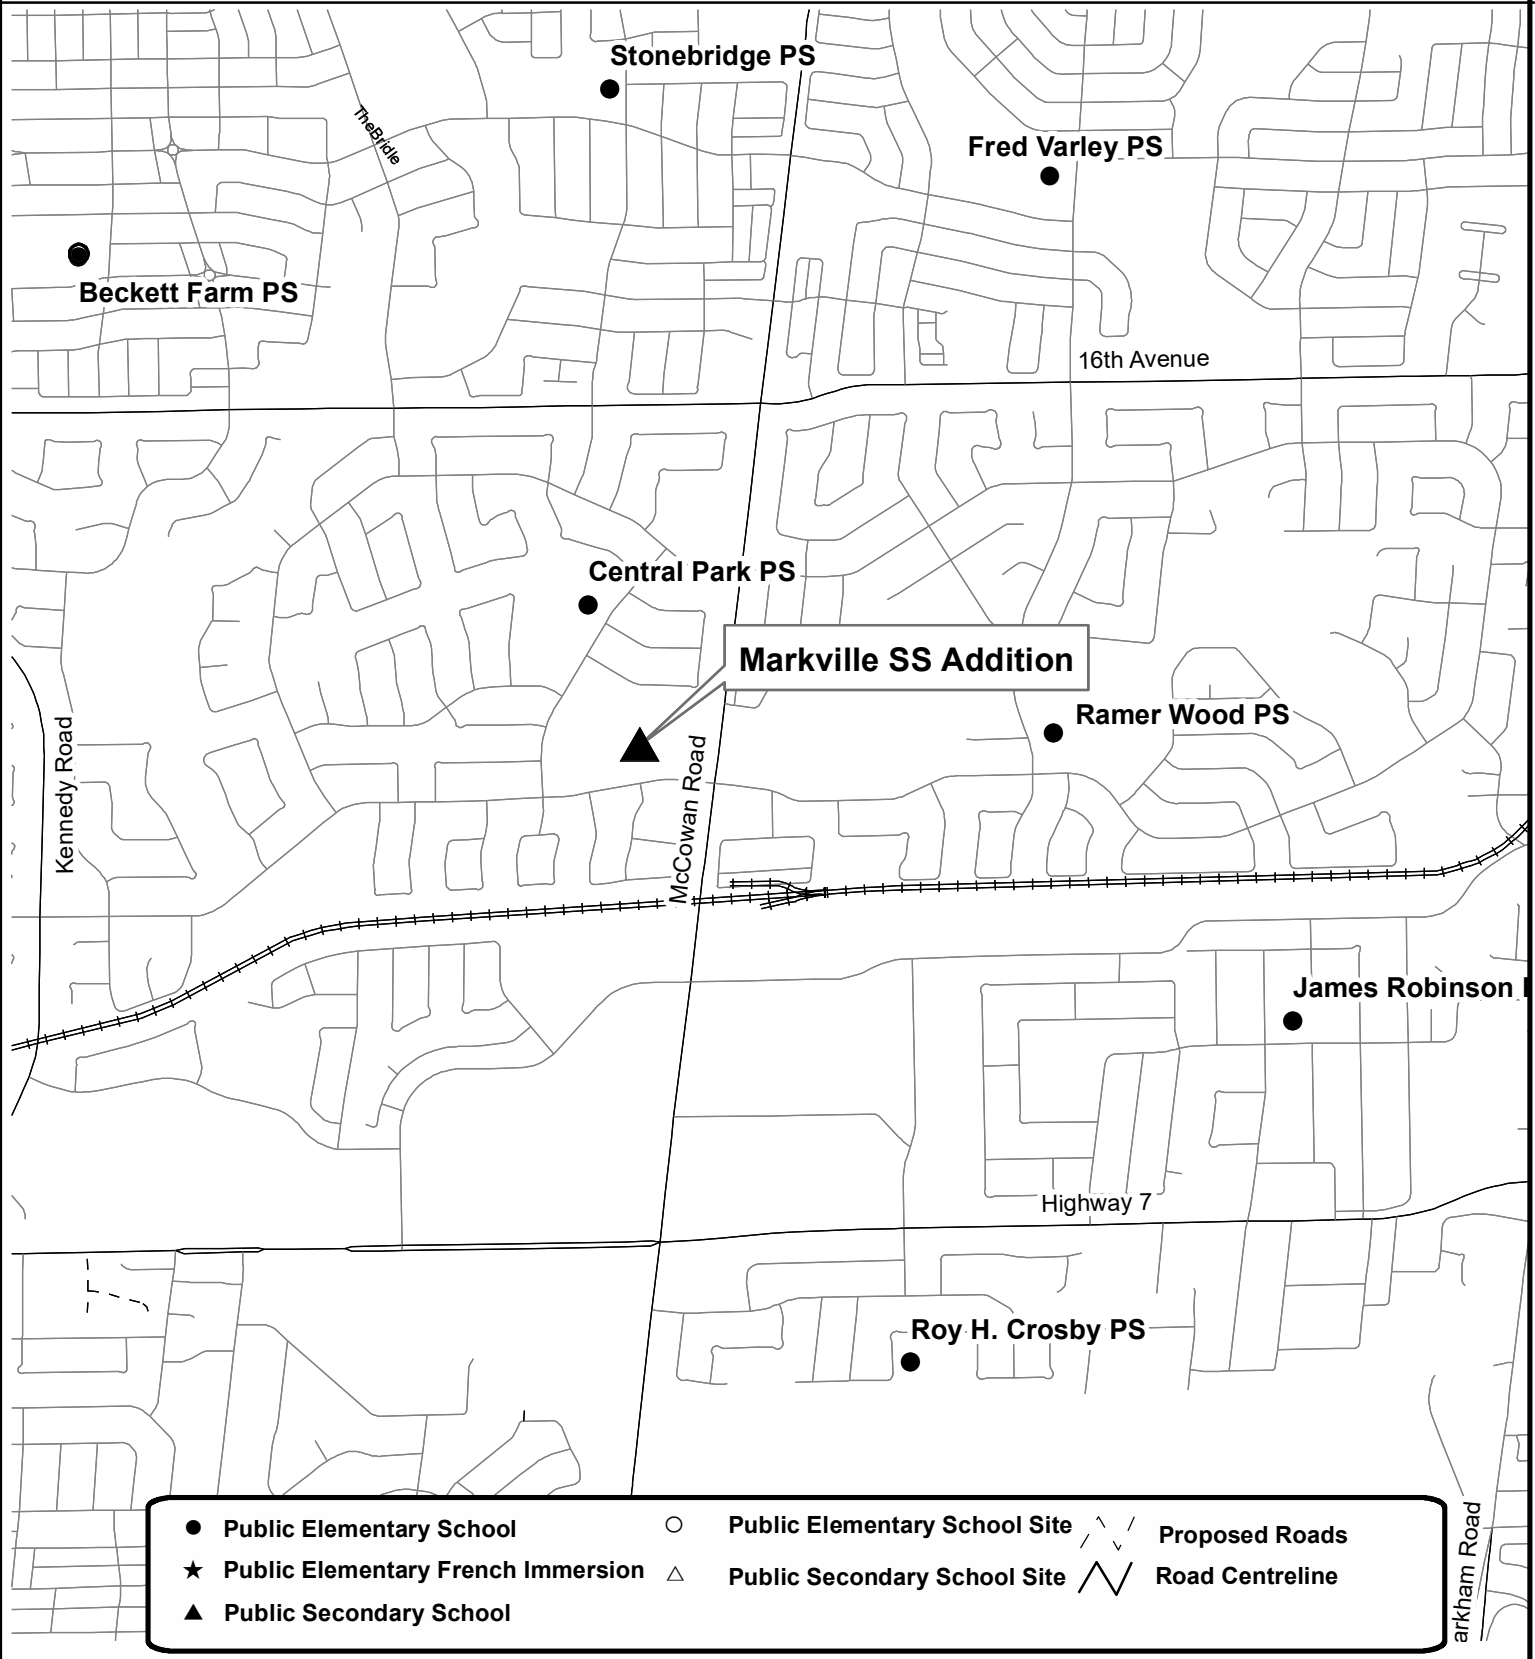 Stonebridge PS
TheBridle
Fred Varley PS
Beckett Farm PS
16th Avenue
Central Park PS
Markville SS Addition
Ramer Wood PS
Kennedy Road
McCowan Road
James Robinson
Highway 7
Roy H. Crosby PS
Public Elementary School
Public Elementary French Immersion
Public Secondary School
Public Elementary School Site
Public Secondary School Site
Proposed Roads
Road Centreline
arkham Road